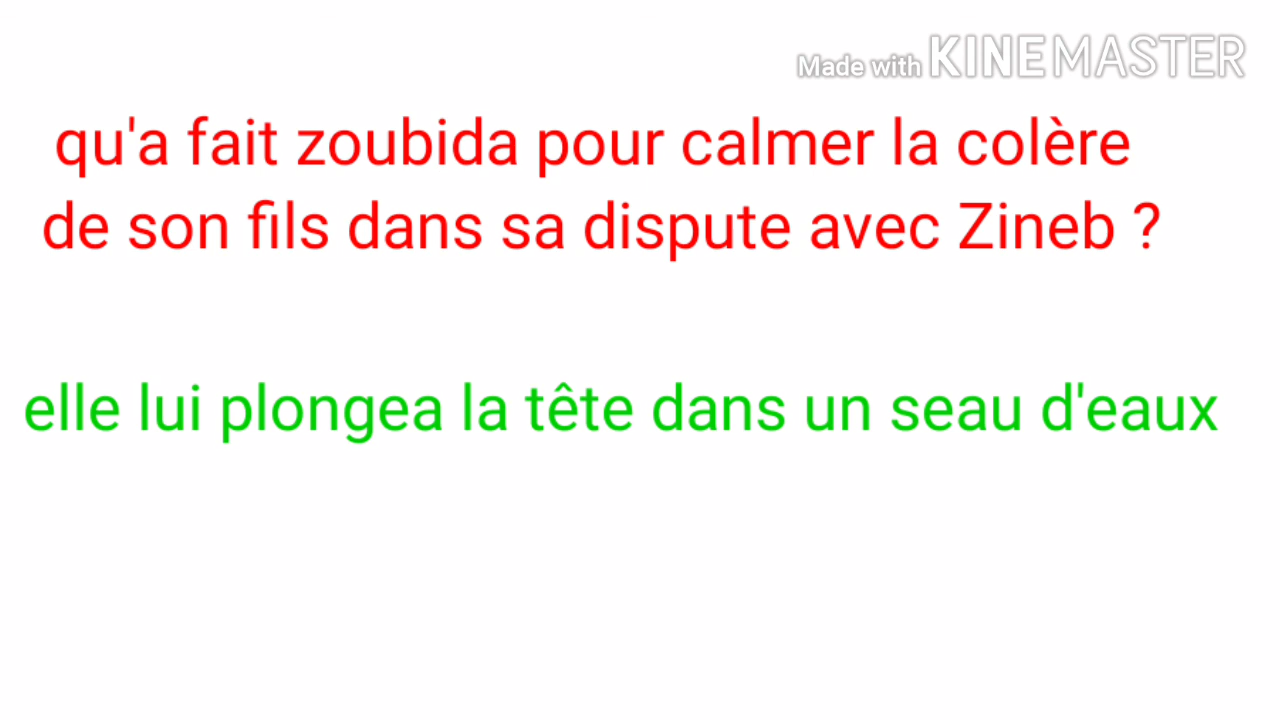 Made with KINEMASTER
qu'a fait zoubida pour calmer la colère
de son fils dans sa dispute avec Zineb ?
elle lui plongea la tête dans un seau d'eaux